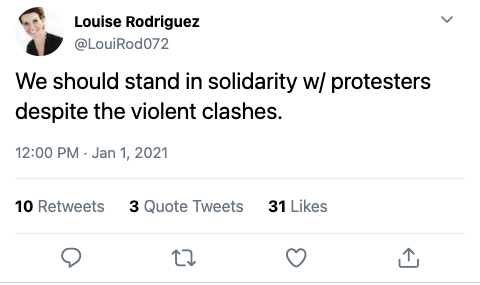 Louise Rodriguez
@LouiRod072
We should stand in solidarity w/ protesters
despite the violent clashes.
12:00 PM · Jan 1, 2021
10 Retweets 3 Quote Tweets 31 Likes